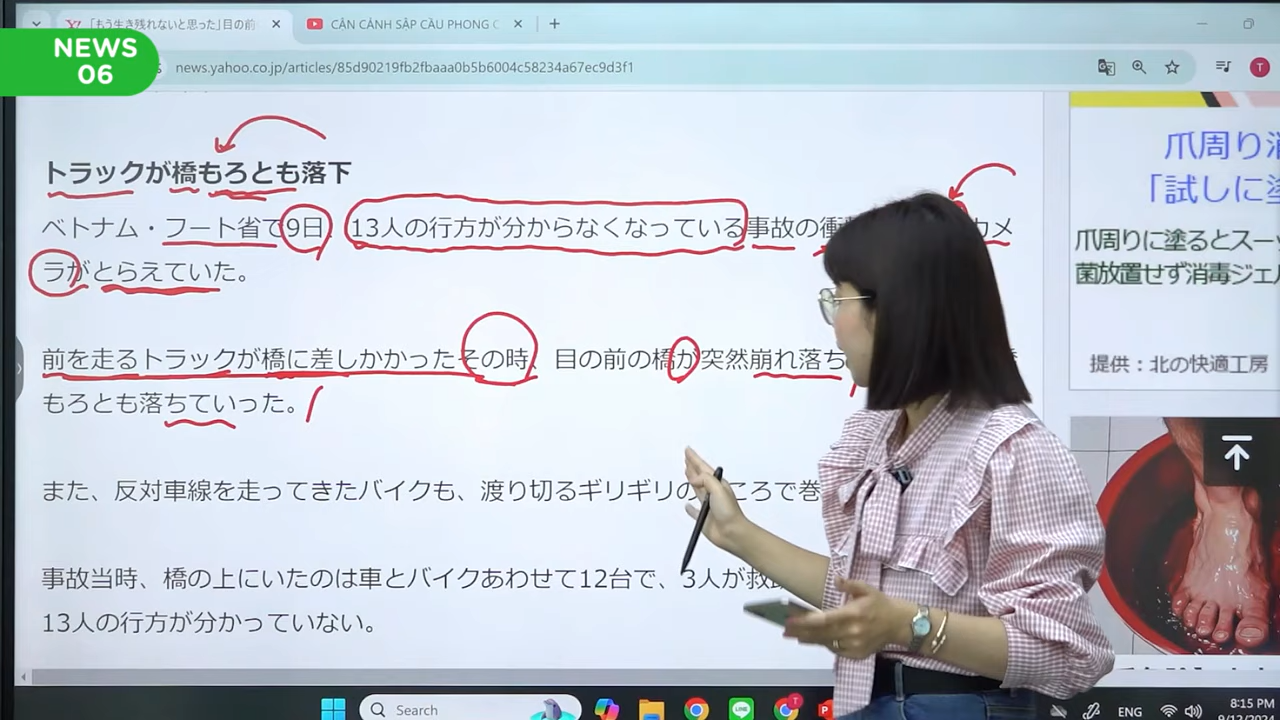 「もう生き残れないと思った」目の前
CẬN CẢNH SẬP CẦU PHONG C
NEWS
06
news.yahoo.co.jp/articles/85d90219fb2fbaaa0b5b6004c58234a67ec9d3f1
T
トラックが橋もろとも落下
ベトナム・フート省で9日、13人の行方が分からなくなっている事故の衝 カメ
ラがとらえていた。
前を走るトラックが橋に差しかかったその時、目の前の橋が突然崩れ落ち
もろとも落ちていった。
また、反対車線を走ってきたバイクも、渡り切るギリギリの ころで巻
事故当時、橋の上にいたのは車とバイクあわせて12台で、3人が救
13人の行方が分かっていない。
爪周り
「試しに塗
爪周りに塗るとスー
菌放置せず消毒ジェ
提供：北の快適工房
Search
T
ENG
8:15 PM